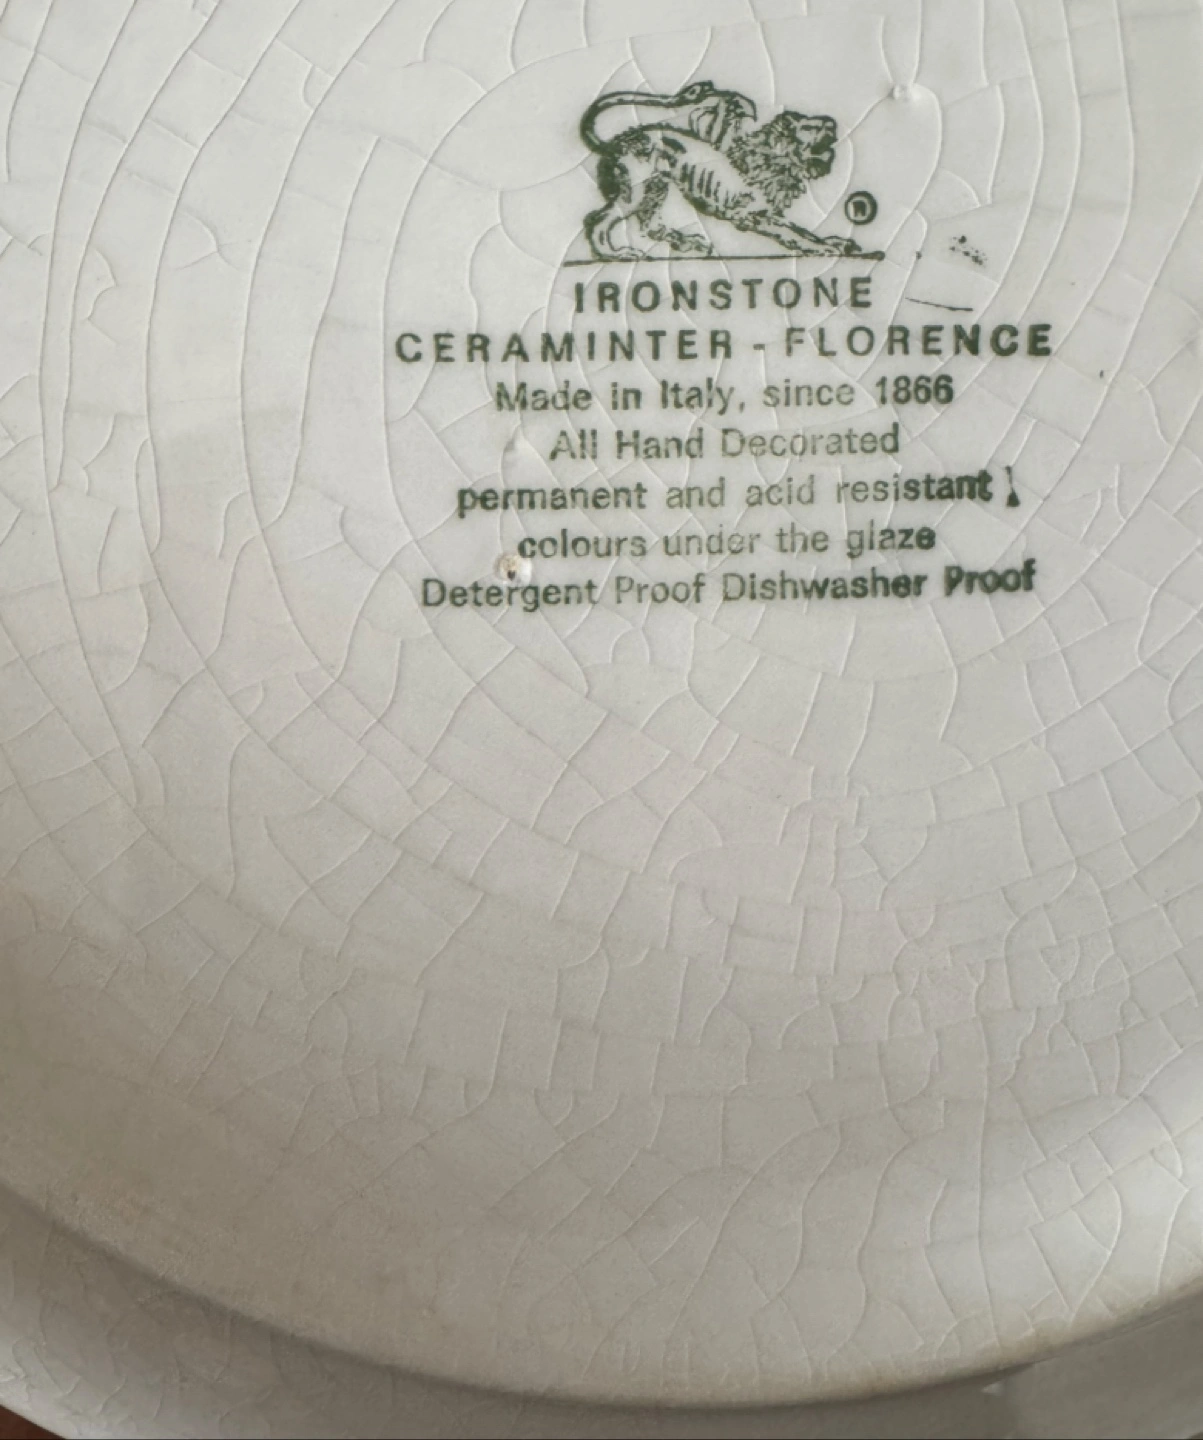 ®
IRONSTONE
CERAMINTER - FLORENCE
Made in Italy, since 1866
All Hand Decorated
permanent and acid resistant
colours under the glaze
Detergent Proof Dishwasher Proof